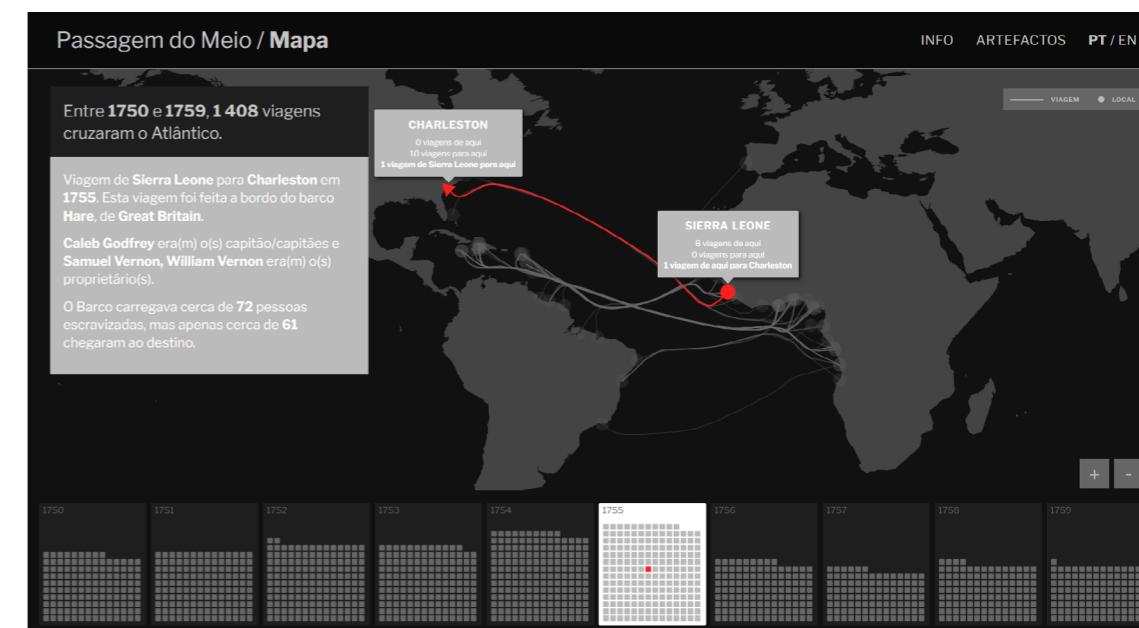 Passagem do Meio / Mapa
INFO ARTEFACTOS PT / EN
Entre 1750 e 1759, 1 408 viagens
cruzaram o Atlântico.
Viagem de Sierra Leone para Charleston em
1755. Esta viagem foi feita a bordo do barco
Hare, de Great Britain.
Caleb Godfrey era(m) o(s) capitão/capitães e
Samuel Vernon, William Vernon era(m) o(s)
proprietário(s).
O Barco carregava cerca de 72 pessoas
escravizadas, mas apenas cerca de 61
chegaram ao destino.
CHARLESTON
0 viagens de aqui
10 viagens para aqui
1 viagem de Sierra Leone para aqui
VIAGEM LOCAL
SIERRA LEONE
8 viagens de aqui
0 viagens para aqui
1 viagem de aqui para Charleston
+ -
1750 1751 1752 1753 1754 1755 1756 1757 1758 1759